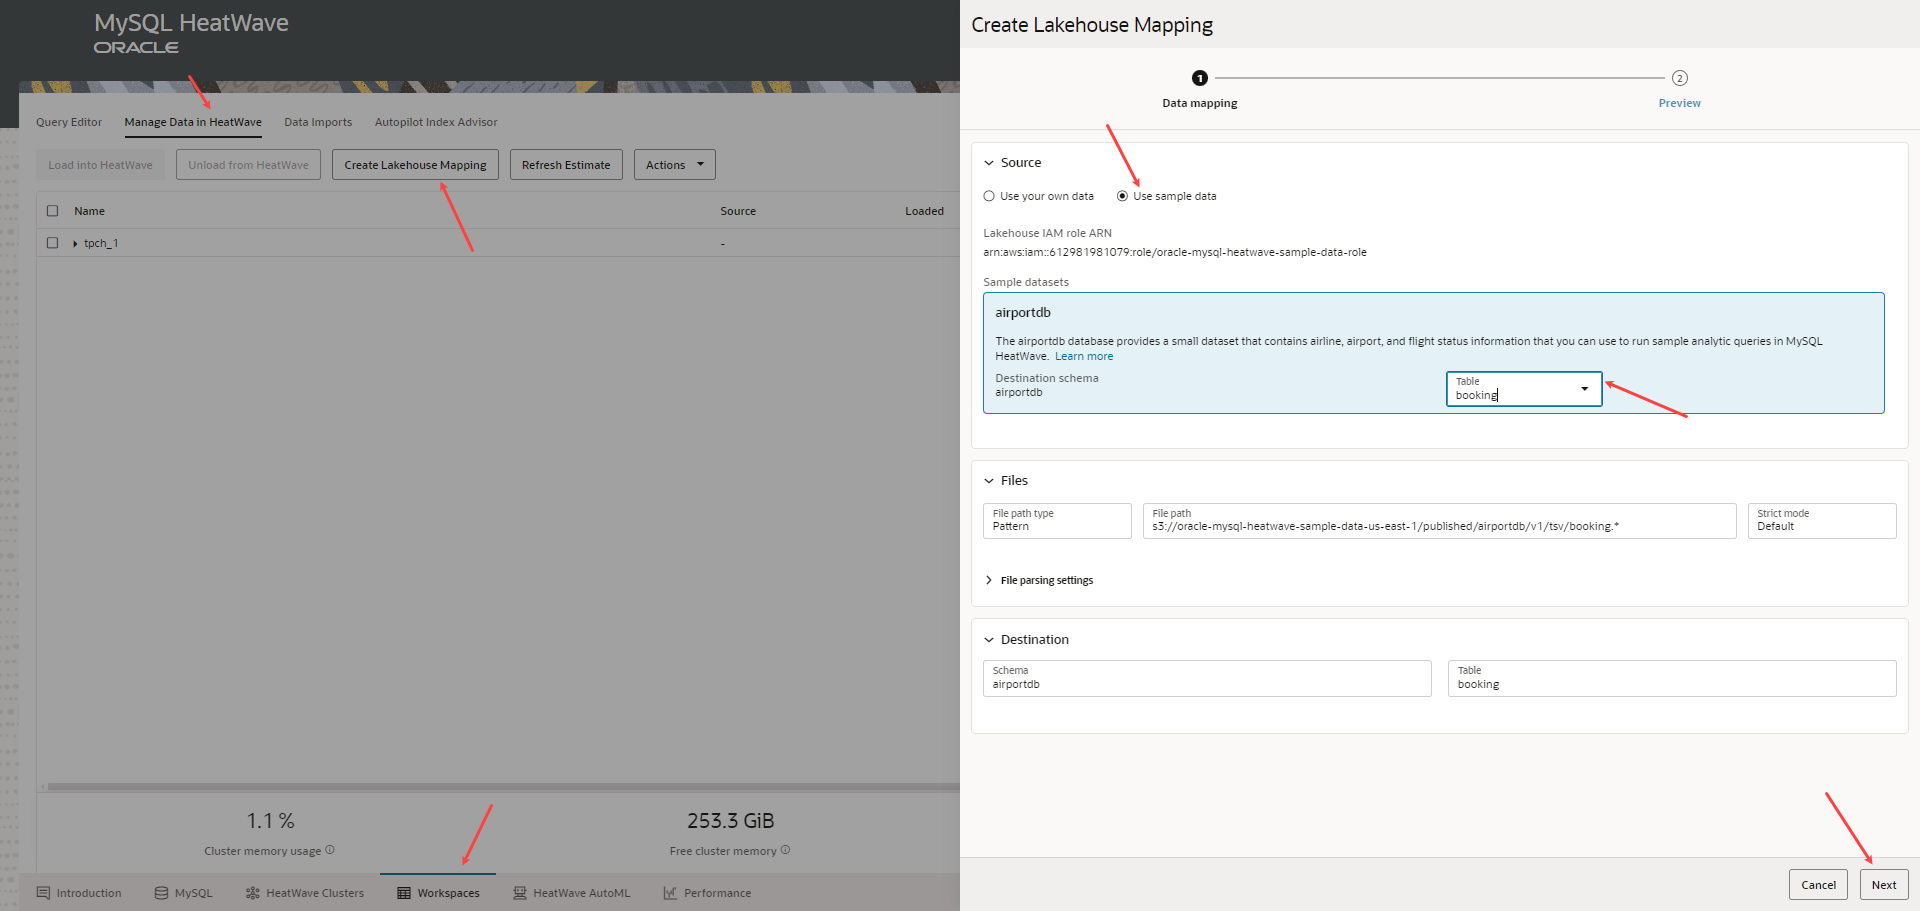 MySQL HeatWave
ORACLE
Query Editor
Manage Data in HeatWave
Data Imports
Autopilot Index Advisor
Load into HeatWave
Unload from HeatWave
Create Lakehouse Mapping
Refresh Estimate
Actions
Name
Source
Loaded
tpch_1
-
1.1 %
Cluster memory usage
253.3 GiB
Free cluster memory
Introduction
MySQL
HeatWave Clusters
Workspaces
HeatWave AutoML
Performance
Create Lakehouse Mapping
1
2
Data mapping
Preview
Source
Use your own data
Use sample data
Lakehouse IAM role ARN
arn:aws:iam::612981981079:role/oracle-mysql-heatwave-sample-data-role
Sample datasets
airportdb
The airportdb database provides a small dataset that contains airline, airport, and flight status information that you can use to run sample analytic queries in MySQL
HeatWave. Learn more
Destination schema
airportdb
Table
booking
Files
File path type
Pattern
File path
s3://oracle-mysql-heatwave-sample-data-us-east-1/published/airportdb/v1/tsv/booking.*
Strict mode
Default
File parsing settings
Destination
Schema
airportdb
Table
booking
Cancel
Next